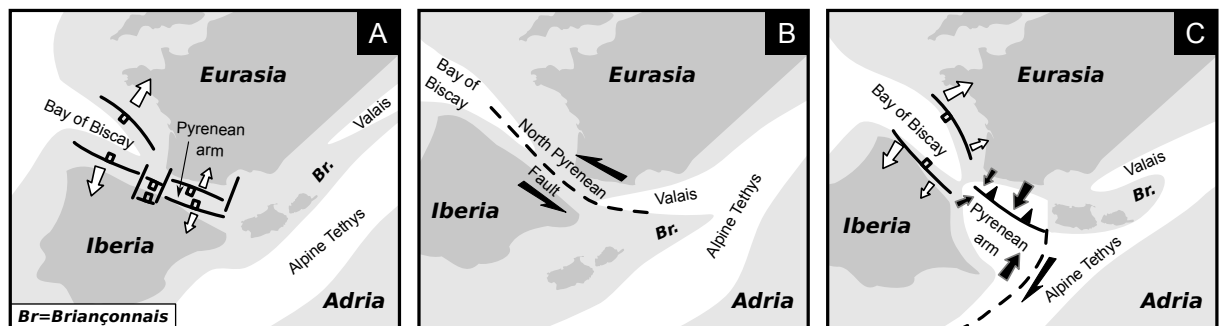 A
Eurasia
Bay of Biscay
Pyrenean
arm
Valais
Br.
Iberia
Alpine Tethys
Adria
Br=Briançonnais
B
Bay of
Biscay
Eurasia
North Pyrenean
Fault
Valais
Br.
Alpine Tethys
Iberia
Adria
C
Eurasia
Bay of Biscay
Valais
Br.
Iberia
Pyrenean
arm
Alpine Tethys
Adria